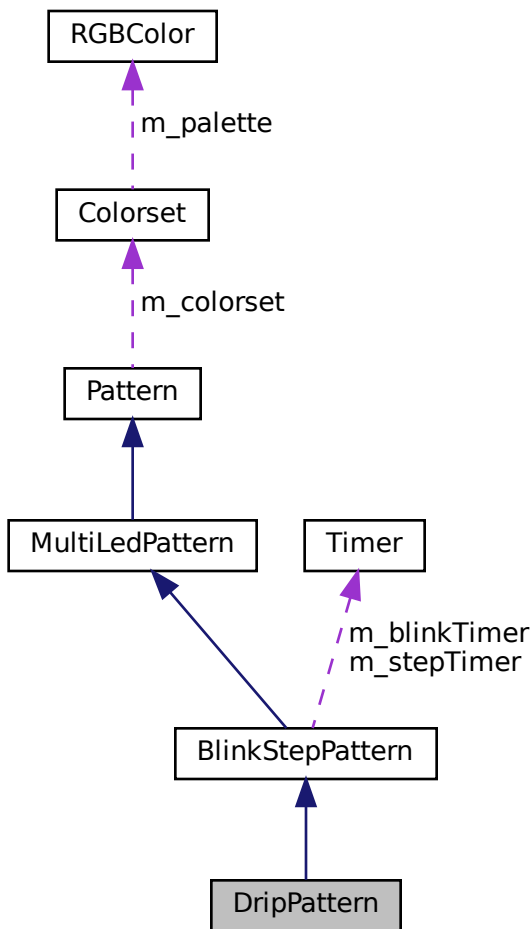 RGBColor
m_palette
Colorset
m_colorset
Pattern
MultiLedPattern
Timer
m_blinkTimer
m_stepTimer
BlinkStepPattern
DripPattern